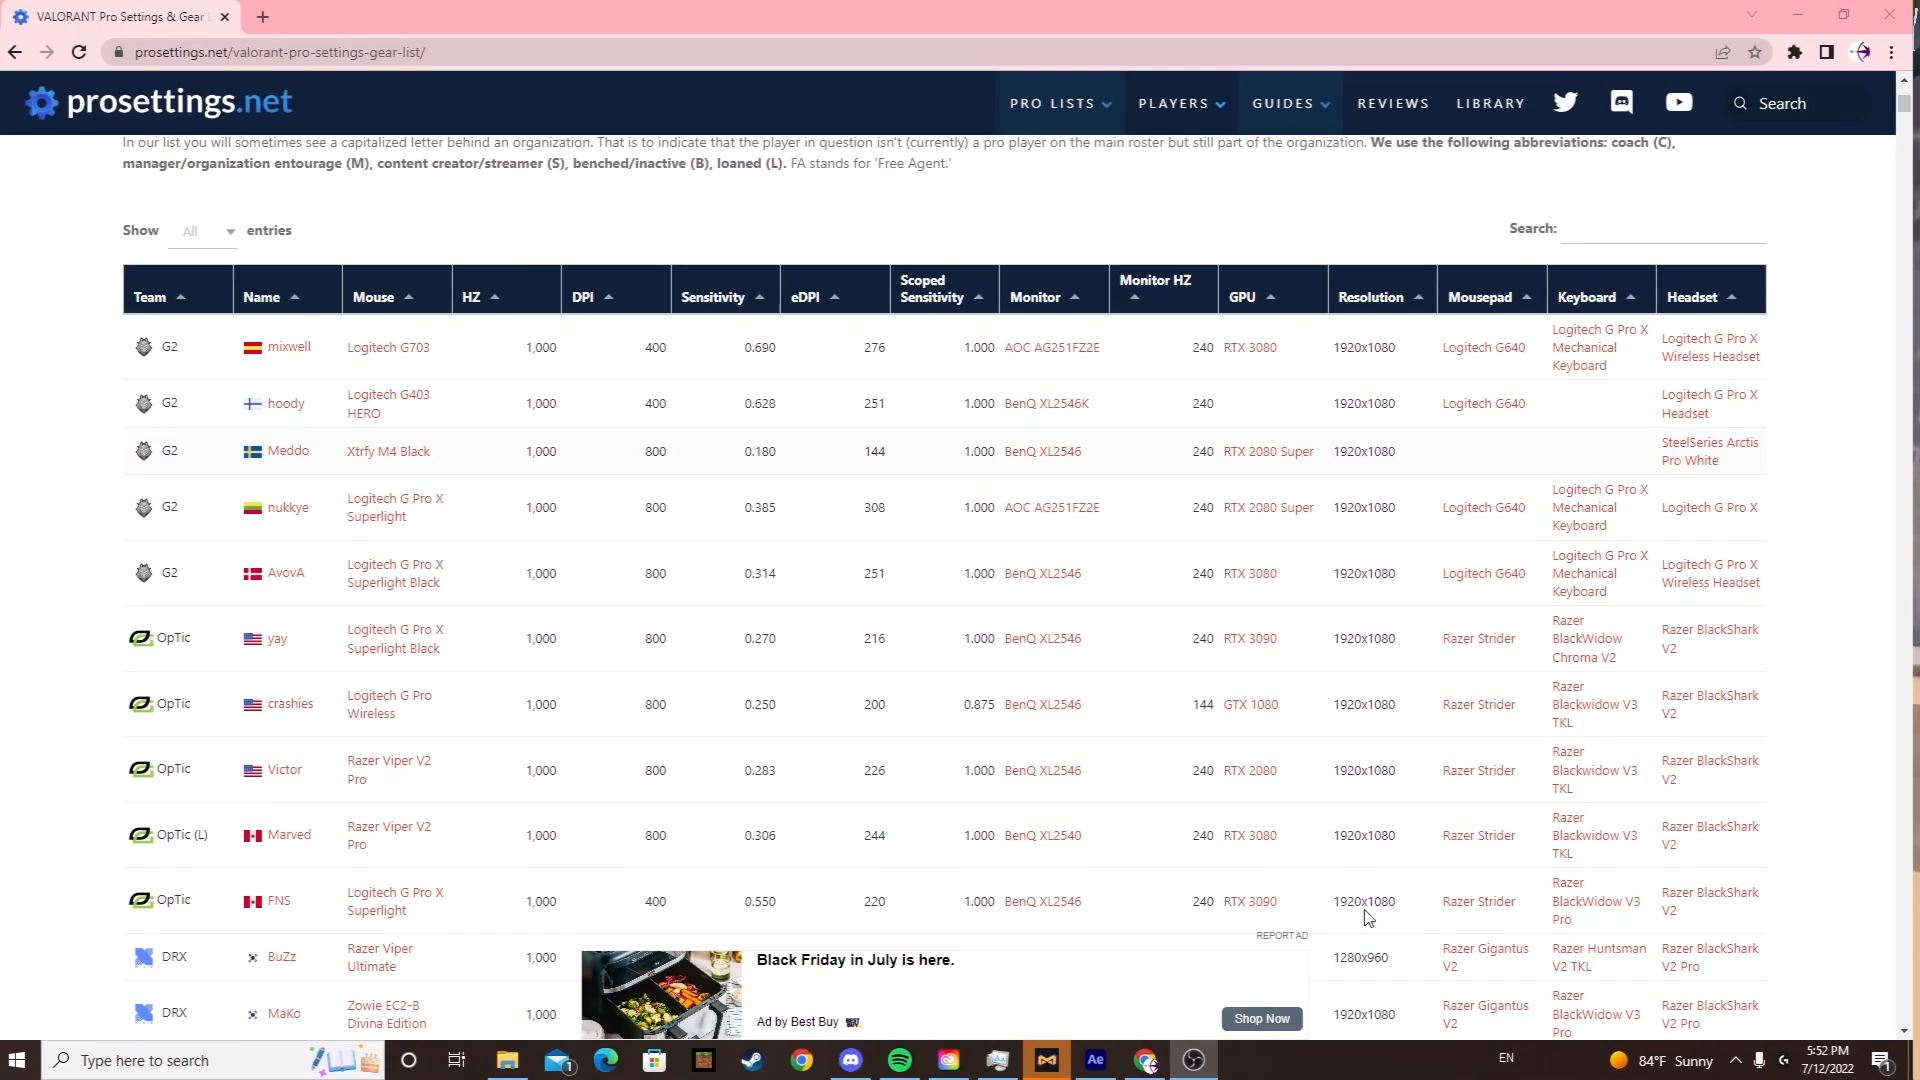 VALORANT Pro Settings & Gear
prosettings.net/valorant-pro-settings-gear-list/
prosettings.net
PRO LISTS PLAYERS GUIDES REVIEWS LIBRARY Search
In our list you will sometimes see a capitalized letter behind an organization. That is to indicate that the player in question isn't (currently) a pro player on the main roster but still part of the organization. We use the following abbreviations: coach (C),
manager/organization entourage (M), content creator/streamer (S), benched/inactive (B), loaned (L). FA stands for 'Free Agent.'
Show All entries Search:
Team Name Mouse HZ DPI Sensitivity eDPI Scoped Sensitivity Monitor Monitor HZ GPU Resolution Mousepad Keyboard Headset
G2 mixwell Logitech G703 1,000 400 0.690 276 1.000 AOC AG251FZ2E 240 RTX 3080 1920x1080 Logitech G640 Logitech G Pro X Mechanical Keyboard Logitech G Pro X Wireless Headset
G2 hoody Logitech G403 HERO 1,000 400 0.628 251 1.000 BenQ XL2546K 240 1920x1080 Logitech G640 Logitech G Pro X Headset
G2 Meddo Xtrfy M4 Black 1,000 800 0.180 144 1.000 BenQ XL2546 240 RTX 2080 Super 1920x1080 SteelSeries Arctis Pro White
G2 nukkye Logitech G Pro X Superlight 1,000 800 0.385 308 1.000 AOC AG251FZ2E 240 RTX 2080 Super 1920x1080 Logitech G640 Logitech G Pro X Mechanical Keyboard Logitech G Pro X
G2 AvovA Logitech G Pro X Superlight Black 1,000 800 0.314 251 1.000 BenQ XL2546 240 RTX 3080 1920x1080 Logitech G640 Logitech G Pro X Mechanical Keyboard Logitech G Pro X Wireless Headset
OpTic yay Logitech G Pro X Superlight Black 1,000 800 0.270 216 1.000 BenQ XL2546 240 RTX 3090 1920x1080 Razer Strider Razer BlackWidow Chroma V2 Razer BlackShark V2
OpTic crashies Logitech G Pro Wireless 1,000 800 0.250 200 0.875 BenQ XL2546 144 GTX 1080 1920x1080 Razer Strider Razer Blackwidow V3 TKL Razer BlackShark V2
OpTic Victor Razer Viper V2 Pro 1,000 800 0.283 226 1.000 BenQ XL2546 240 RTX 2080 1920x1080 Razer Strider Razer Blackwidow V3 TKL Razer BlackShark V2
OpTic (L) Marved Razer Viper V2 Pro 1,000 800 0.306 244 1.000 BenQ XL2540 240 RTX 3080 1920x1080 Razer Strider Razer Blackwidow V3 TKL Razer BlackShark V2
OpTic FNS Logitech G Pro X Superlight 1,000 400 0.550 220 1.000 BenQ XL2546 240 RTX 3090 1920x1080 Razer Strider Razer BlackWidow V3 Pro Razer BlackShark V2
REPORT AD
DRX BuZz Razer Viper Ultimate 1,000 1280x960 Razer Gigantus V2 Razer Huntsman V2 TKL Razer BlackShark V2 Pro
Black Friday in July is here.
DRX MaKo Zowie EC2-B Divina Edition 1,000 1920x1080 Razer Gigantus V2 Razer BlackWidow V3 Pro Razer BlackShark V2 Pro
Ad by Best Buy Shop Now
Type here to search 1 Ae EN 84°F Sunny 5:52 PM
7/12/2022 1